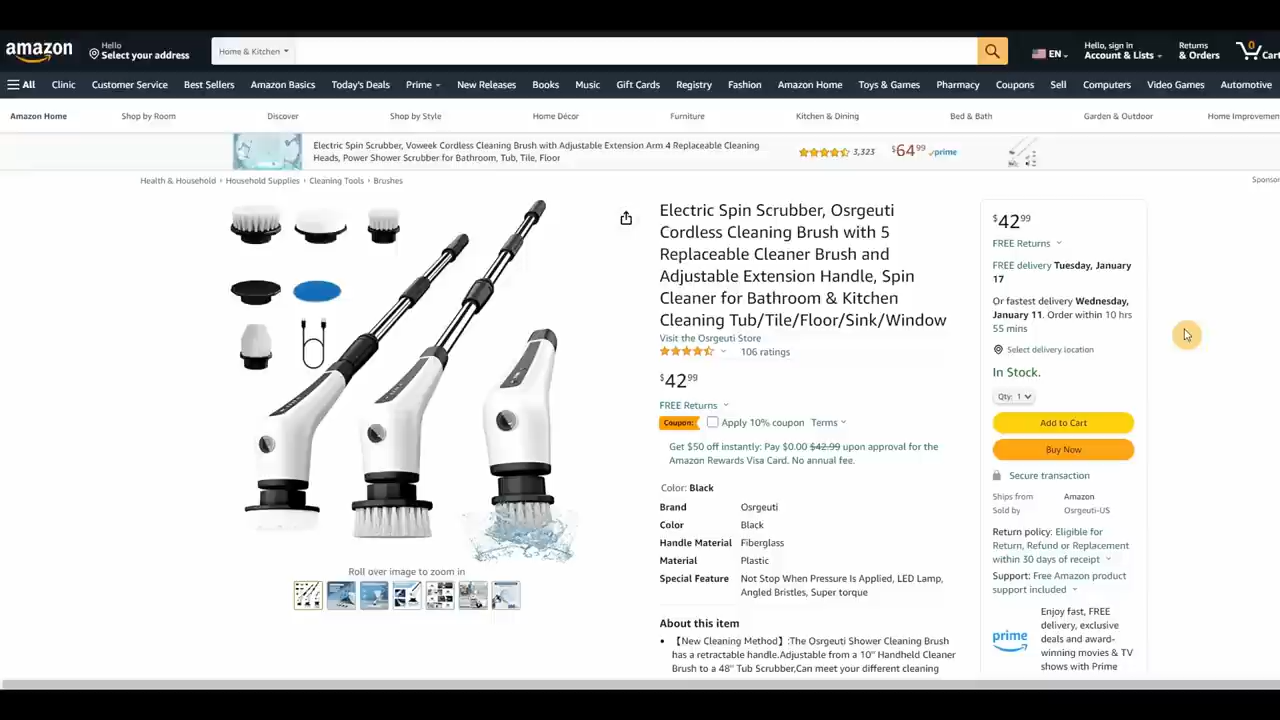 amazon
Hello
Select your address
Home & Kitchen
EN
Hello, sign in
Account & Lists
Returns
& Orders
0
Cart
All
Clinic
Customer Service
Best Sellers
Amazon Basics
Today's Deals
Prime
New Releases
Books
Music
Gift Cards
Registry
Fashion
Amazon Home
Toys & Games
Pharmacy
Coupons
Sell
Computers
Video Games
Automotive
Amazon Home
Shop by Room
Discover
Shop by Style
Home Décor
Furniture
Kitchen & Dining
Bed & Bath
Garden & Outdoor
Home Improvemen
Electric Spin Scrubber, Voweek Cordless Cleaning Brush with Adjustable Extension Arm 4 Replaceable Cleaning
Heads, Power Shower Scrubber for Bathroom, Tub, Tile, Floor
3,323
$64.99
prime
Health & Household › Household Supplies › Cleaning Tools › Brushes
Sponsor
Electric Spin Scrubber, Osrgeuti
Cordless Cleaning Brush with 5
Replaceable Cleaner Brush and
Adjustable Extension Handle, Spin
Cleaner for Bathroom & Kitchen
Cleaning Tub/Tile/Floor/Sink/Window
Visit the Osrgeuti Store
106 ratings
$42.99
FREE Returns
Coupon:
Apply 10% coupon Terms
Get $50 off instantly: Pay $0.00 $42.99 upon approval for the
Amazon Rewards Visa Card. No annual fee.
Color: Black
Brand Osrgeuti
Color Black
Handle Material Fiberglass
Material Plastic
Special Feature Not Stop When Pressure Is Applied, LED Lamp,
Angled Bristles, Super torque
About this item
• 【New Cleaning Method】:The Osrgeuti Shower Cleaning Brush
has a retractable handle.Adjustable from a 10" Handheld Cleaner
Brush to a 48" Tub Scrubber,Can meet your different cleaning
Roll over image to zoom in
$42.99
FREE Returns
FREE delivery Tuesday, January
17
Or fastest delivery Wednesday,
January 11. Order within 10 hrs
55 mins
Select delivery location
In Stock.
Qty: 1
Add to Cart
Buy Now
Secure transaction
Ships from Amazon
Sold by Osrgeuti-US
Return policy: Eligible for
Return, Refund or Replacement
within 30 days of receipt
Support: Free Amazon product
support included
prime
Enjoy fast, FREE
delivery, exclusive
deals and award-
winning movies & TV
shows with Prime